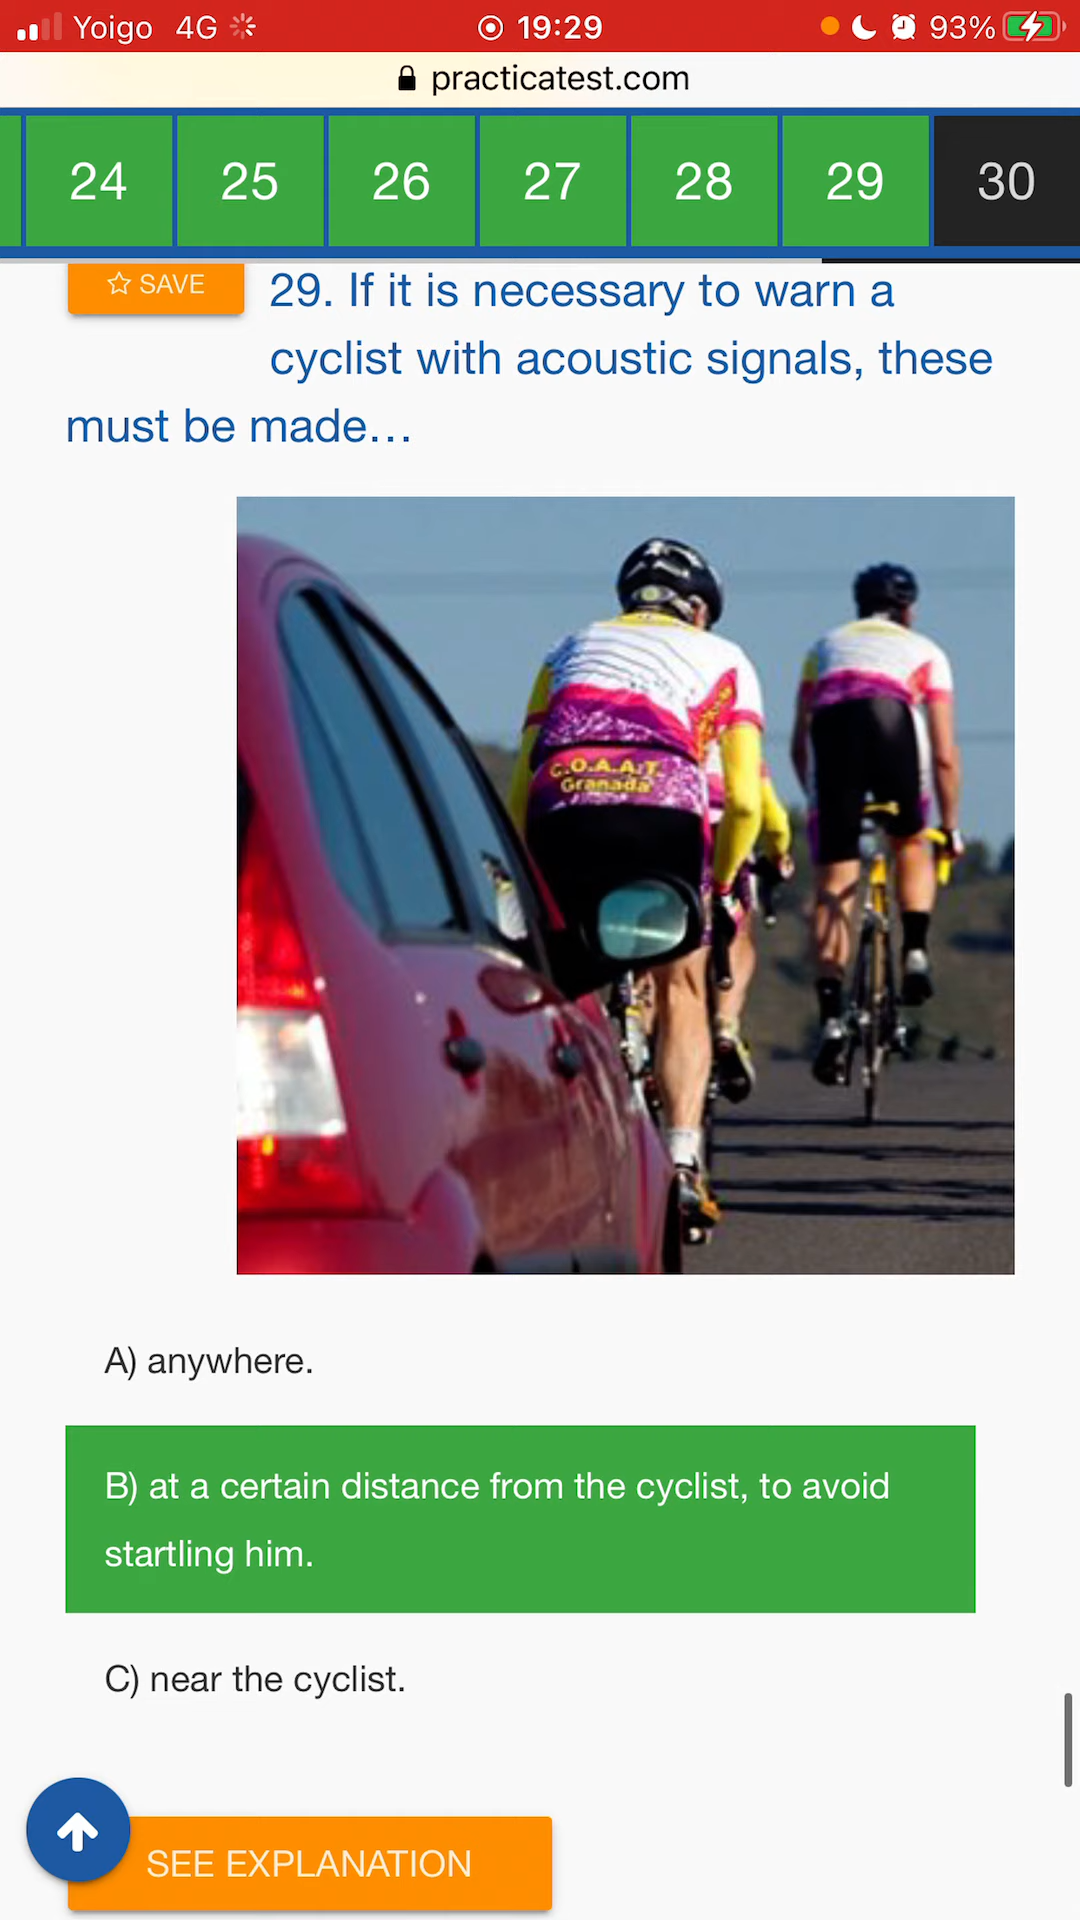 Yoigo 4G 19:29 93%
practicatest.com
24 25 26 27 28 29 30
SAVE
29. If it is necessary to warn a
cyclist with acoustic signals, these
must be made...
C.O.A.A.T.
Granada
A) anywhere.
B) at a certain distance from the cyclist, to avoid
startling him.
C) near the cyclist.
SEE EXPLANATION